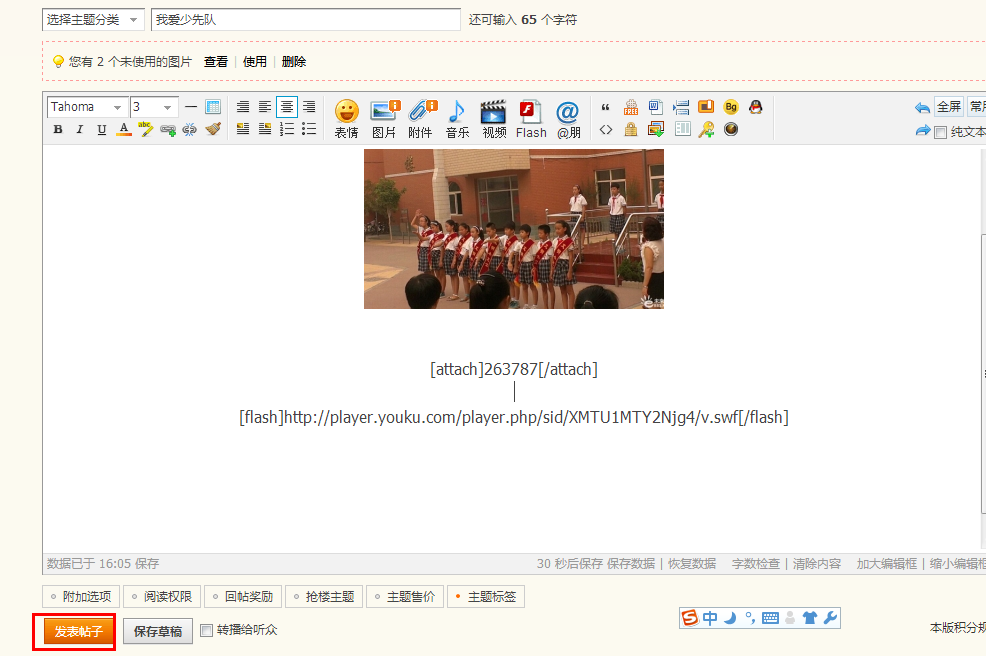 选择主题分类 我爱少先队 还可输入 65 个字符
您有 2 个未使用的图片 查看 | 使用 | 删除
Tahoma 3 全屏 常用
B I U A abc Bg 纯文本
表情 图片 附件 音乐 视频 Flash @朋
[attach]263787[/attach]
[flash]http://player.youku.com/player.php/sid/XMTU1MTY2Njg4/v.swf[/flash]
数据已于 16:05 保存 30 秒后保存 保存数据 | 恢复数据 字数检查 | 清除内容 加大编辑框 | 缩小编辑框
附加选项 阅读权限 回帖奖励 抢楼主题 主题售价 主题标签
发表帖子 保存草稿 转播给听众 S 中 本版积分规